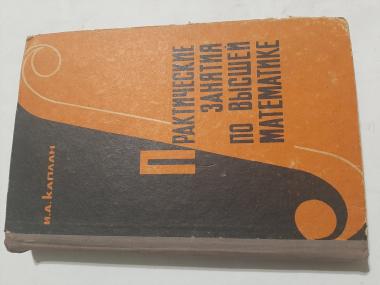 И.А. КАПЛАН
ПРАКТИЧЕСКИЕ
ЗАНЯТИЯ
ПО ВЫСШЕЙ
МАТЕМАТИКЕ